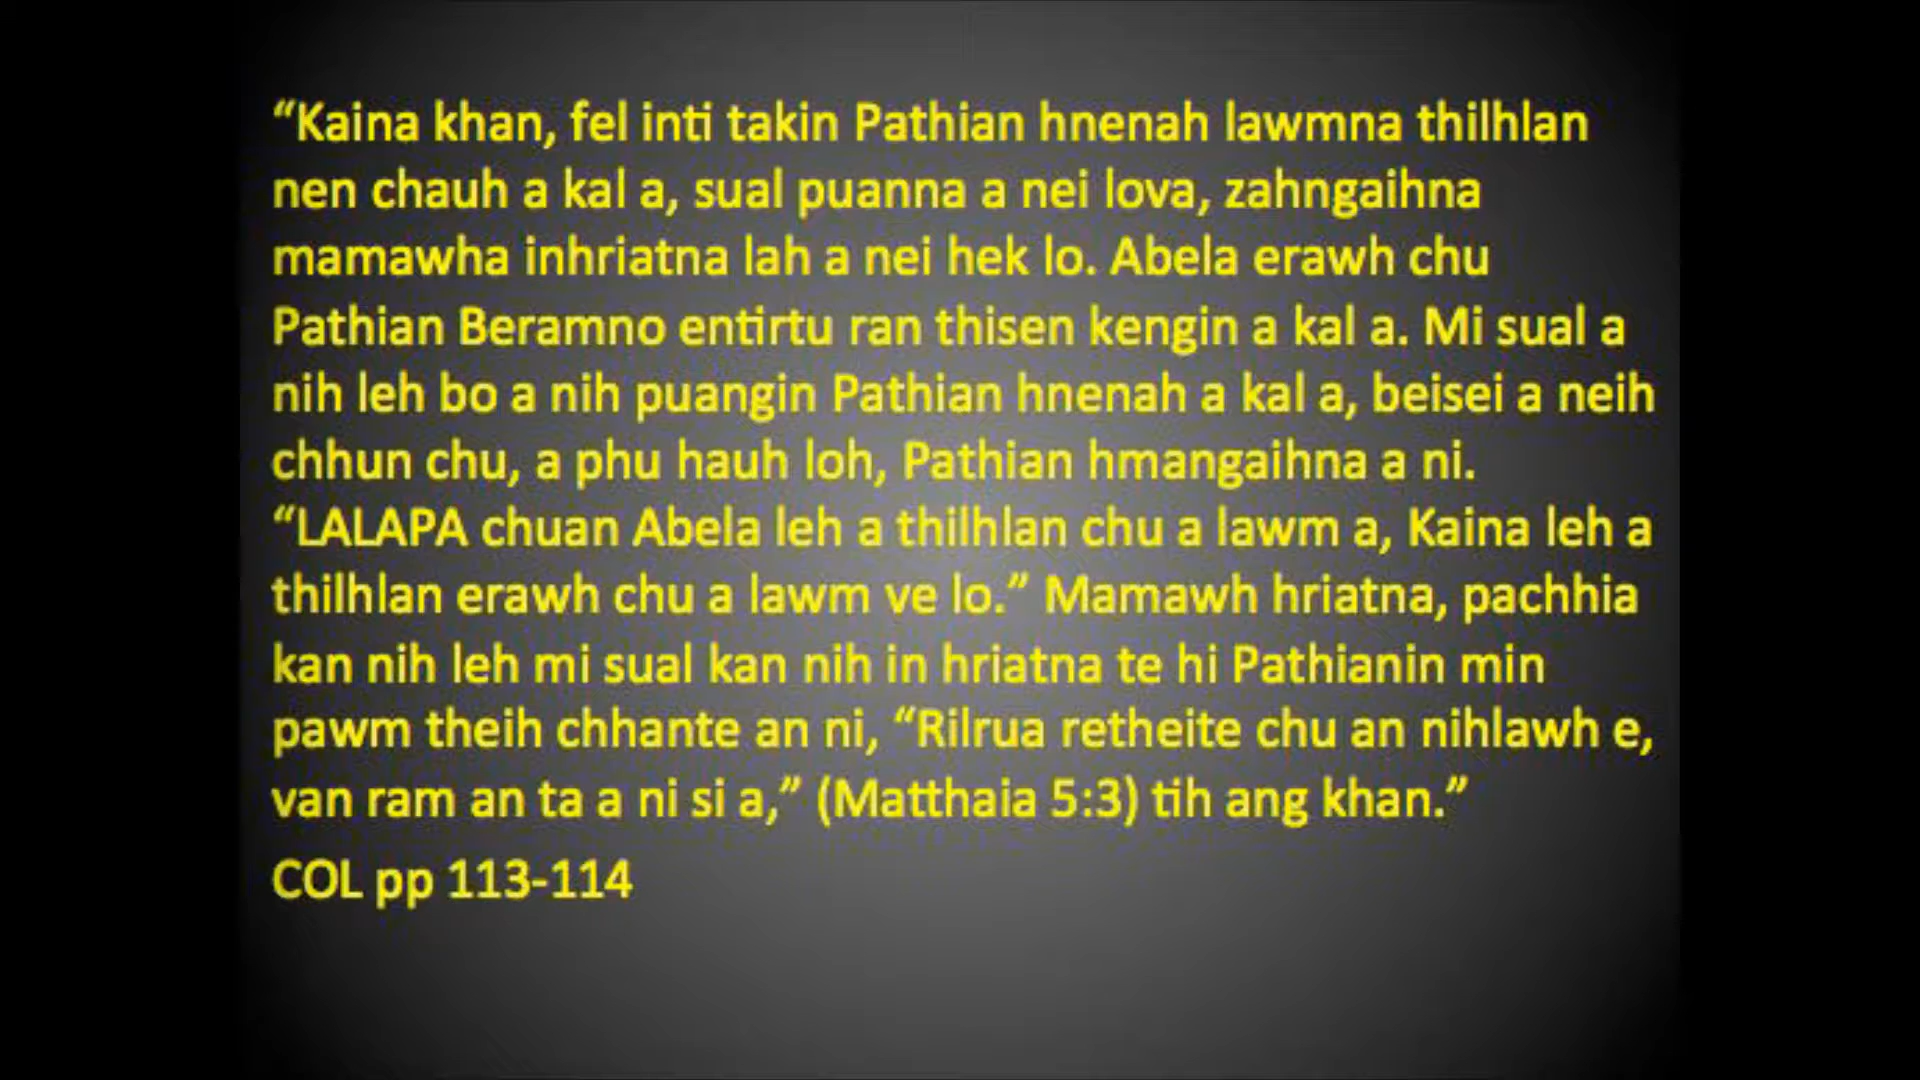 “Kaina khan, fel inti takin Pathian hnenah lawmna thilhlan
nen chauh a kal a, sual puanna a nei lova, zahngaihna
mamawha inhriatna lah a nei hek lo. Abela erawh chu
Pathian Beramno entirtu ran thisen kengin a kal a. Mi sual a
nih leh bo a nih puangin Pathian hnenah a kal a, beisei a neih
chhun chu, a phu hauh loh, Pathian hmangaihna a ni.
“LALAPA chuan Abela leh a thilhlan chu a lawm a, Kaina leh a
thilhlan erawh chu a lawm ve lo.” Mamawh hriatna, pachhia
kan nih leh mi sual kan nih in hriatna te hi Pathianin min
pawm theih chhante an ni, “Rilrua retheite chu an nihlawh e,
van ram an ta a ni si a,” (Matthaia 5:3) tih ang khan.”
COL pp 113-114